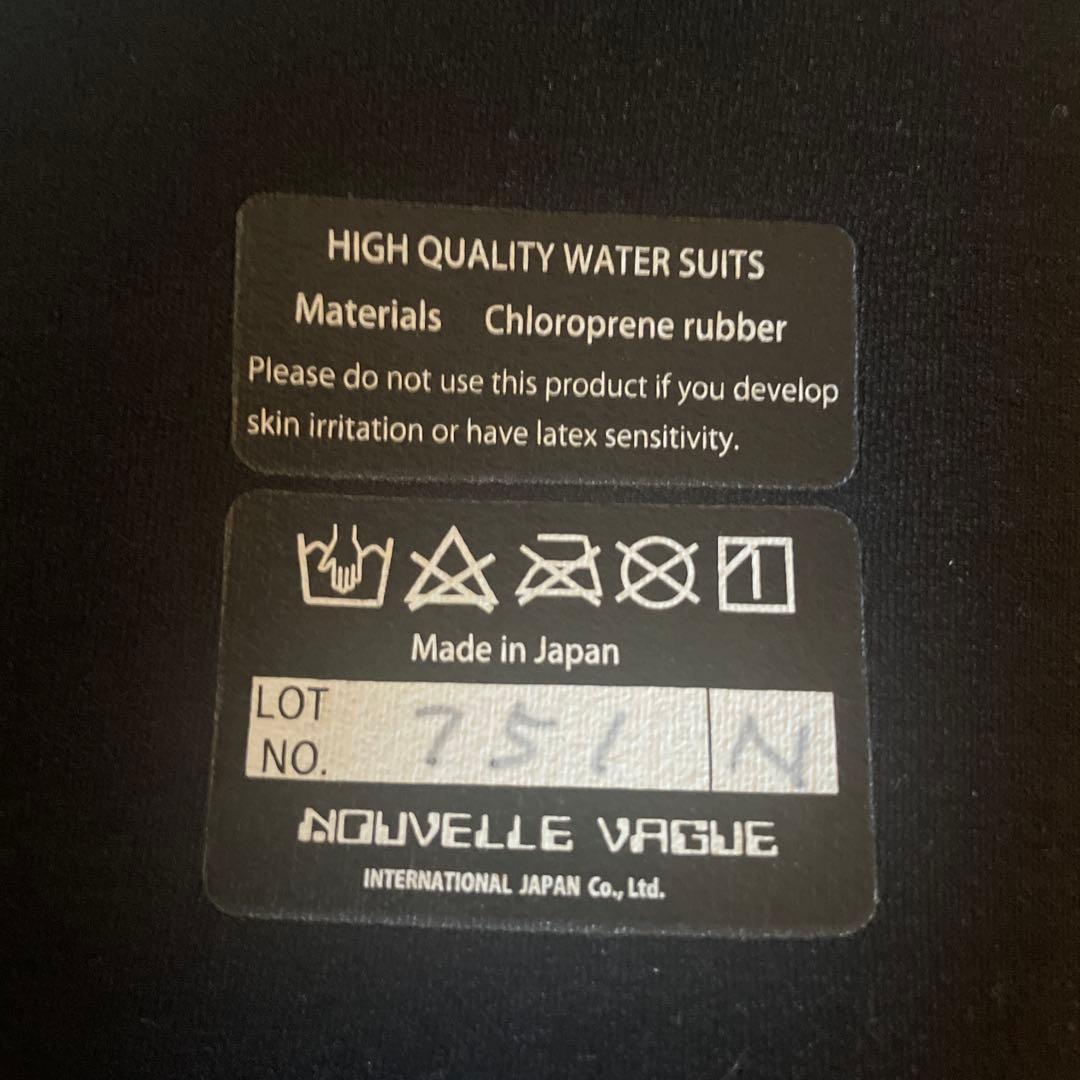 HIGH QUALITY WATER SUITS
Materials Chloroprene rubber
Please do not use this product if you develop
skin irritation or have latex sensitivity.
Made in Japan
LOT
NO. 751 N
NOUVELLE VAGUE
INTERNATIONAL JAPAN Co., Ltd.